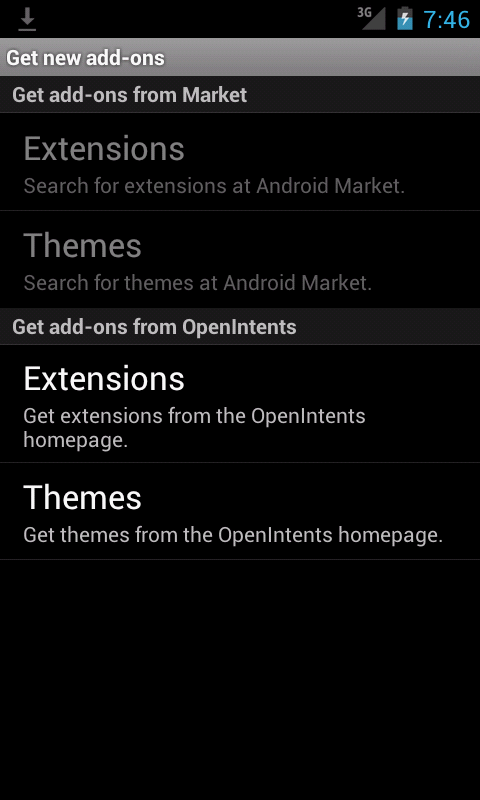 3G 7:46
Get new add-ons
Get add-ons from Market
Extensions
Search for extensions at Android Market.
Themes
Search for themes at Android Market.
Get add-ons from OpenIntents
Extensions
Get extensions from the OpenIntents
homepage.
Themes
Get themes from the OpenIntents homepage.